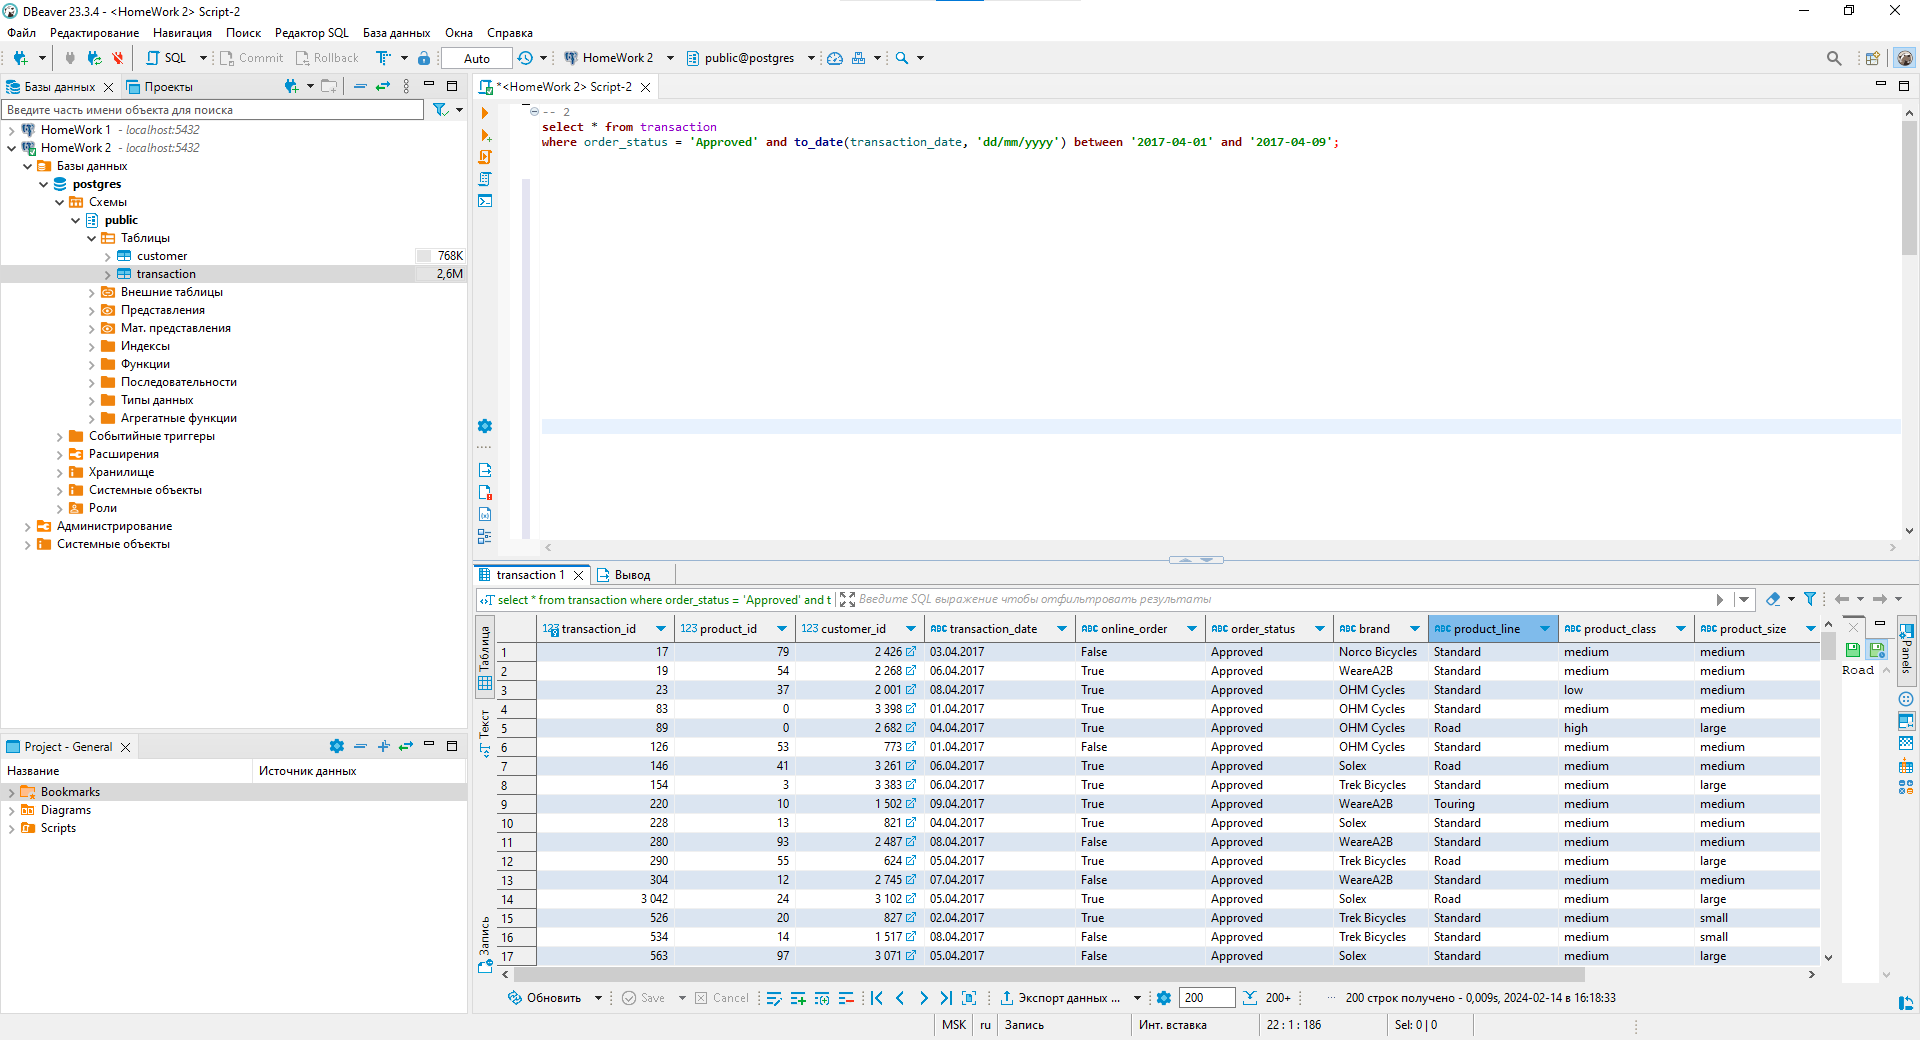 DBeaver 23.3.4 - <HomeWork 2> Script-2
Файл Редактирование Навигация Поиск Редактор SQL База данных Окна Справка
SQL Commit Rollback Auto HomeWork 2 public@postgres
Базы данных Проекты
Введите часть имени объекта для поиска
HomeWork 1 - localhost:5432
HomeWork 2 - localhost:5432
Базы данных
postgres
Схемы
public
Таблицы
customer 768K
transaction 2,6M
Внешние таблицы
Представления
Мат. представления
Индексы
Функции
Последовательности
Типы данных
Агрегатные функции
Событийные триггеры
Расширения
Хранилище
Системные объекты
Роли
Администрирование
Системные объекты
Project - General
Название Источник данных
Bookmarks
Diagrams
Scripts
*<HomeWork 2> Script-2
-- 2
select * from transaction
where order_status = 'Approved' and to_date(transaction_date, 'dd/mm/yyyy') between '2017-04-01' and '2017-04-09';
transaction 1 Вывод
select * from transaction where order_status = 'Approved' and t Введите SQL выражение чтобы отфильтровать результаты
Таблица
Текст
Запись
123 transaction_id 123 product_id 123 customer_id ABC transaction_date ABC online_order ABC order_status ABC brand ABC product_line ABC product_class ABC product_size
1 17 79 2 426 03.04.2017 False Approved Norco Bicycles Standard medium medium
2 19 54 2 268 06.04.2017 True Approved WeareA2B Standard medium medium
3 23 37 2 001 08.04.2017 True Approved OHM Cycles Standard low medium
4 83 0 3 398 01.04.2017 True Approved OHM Cycles Standard medium medium
5 89 0 2 682 04.04.2017 True Approved OHM Cycles Road high large
6 126 53 773 01.04.2017 False Approved OHM Cycles Standard medium medium
7 146 41 3 261 06.04.2017 True Approved Solex Road medium medium
8 154 3 3 383 06.04.2017 True Approved Trek Bicycles Standard medium large
9 220 10 1 502 09.04.2017 True Approved WeareA2B Touring medium medium
10 228 13 821 04.04.2017 True Approved Solex Standard medium medium
11 280 93 2 487 08.04.2017 False Approved WeareA2B Standard medium medium
12 290 55 624 05.04.2017 True Approved Trek Bicycles Road medium large
13 304 12 2 745 07.04.2017 False Approved WeareA2B Standard medium medium
14 3 042 24 3 102 05.04.2017 True Approved Solex Road medium large
15 526 20 827 02.04.2017 True Approved Trek Bicycles Standard medium small
16 534 14 1 517 08.04.2017 False Approved Trek Bicycles Standard medium small
17 563 97 3 071 05.04.2017 False Approved Solex Standard medium large
Road
Panels
Обновить Save Cancel Экспорт данных ... 200 200+ ... 200 строк получено - 0,009s, 2024-02-14 в 16:18:33
MSK ru Запись Инт. вставка 22 : 1 : 186 Sel: 0 | 0